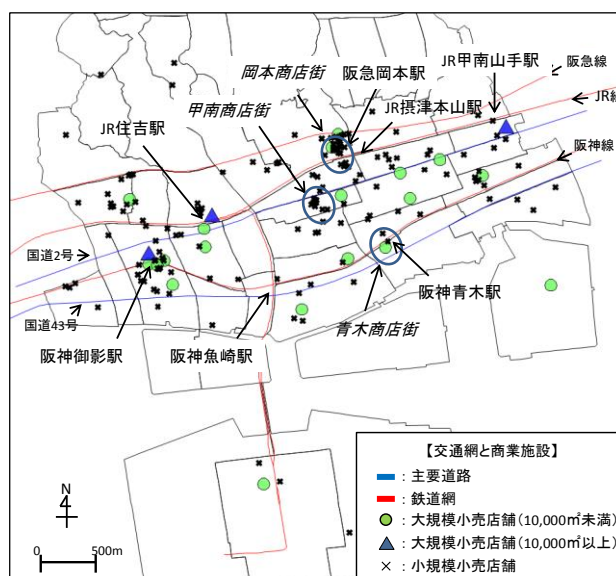 岡本商店街
阪急岡本駅
JR甲南山手駅
阪急線
甲南商店街
JR摂津本山駅
JR線
JR住吉駅
阪神線
国道2号
国道43号
阪神御影駅
阪神魚崎駅
青木商店街
阪神青木駅
N
0 500m
【交通網と商業施設】
：主要道路
：鉄道網
：大規模小売店舗（10,000㎡未満）
：大規模小売店舗（10,000㎡以上）
：小規模小売店舗